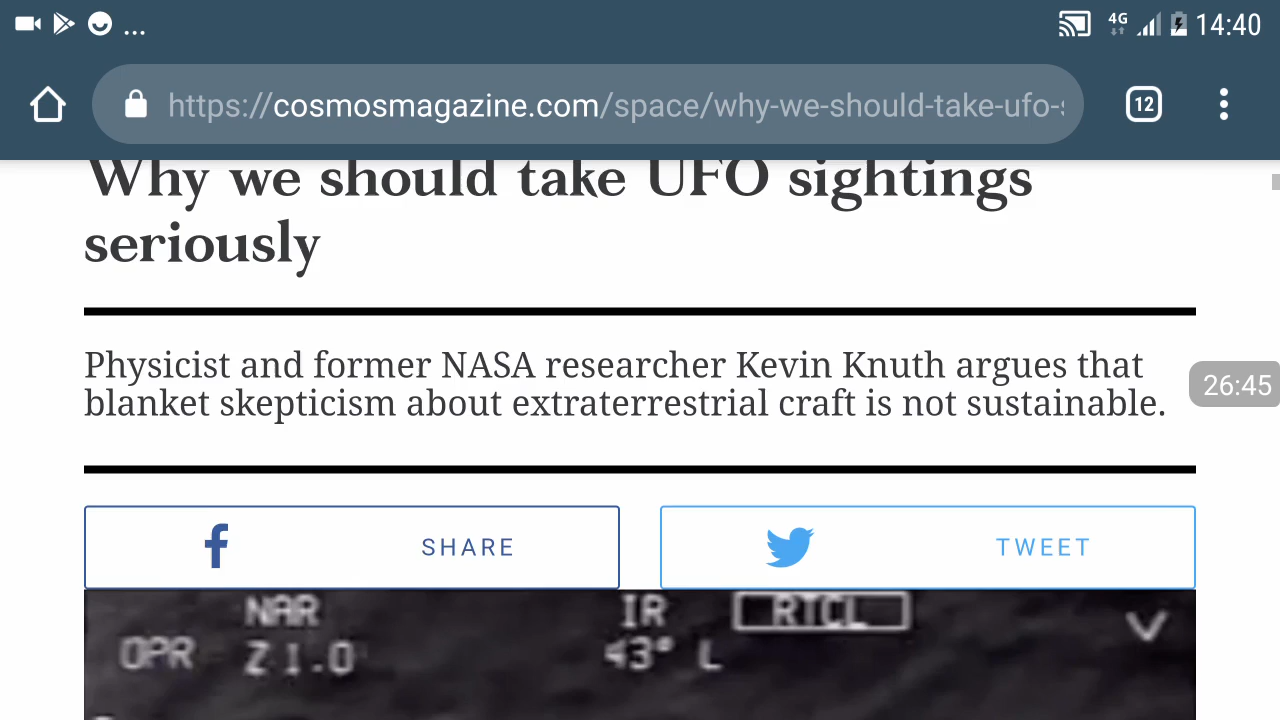 ... 4G 14:40
https://cosmosmagazine.com/space/why-we-should-take-ufo-s
12
Why we should take UFO sightings
seriously
Physicist and former NASA researcher Kevin Knuth argues that
blanket skepticism about extraterrestrial craft is not sustainable.
26:45
SHARE TWEET
NAR IR RTCL
OPR Z 1.0 43° L